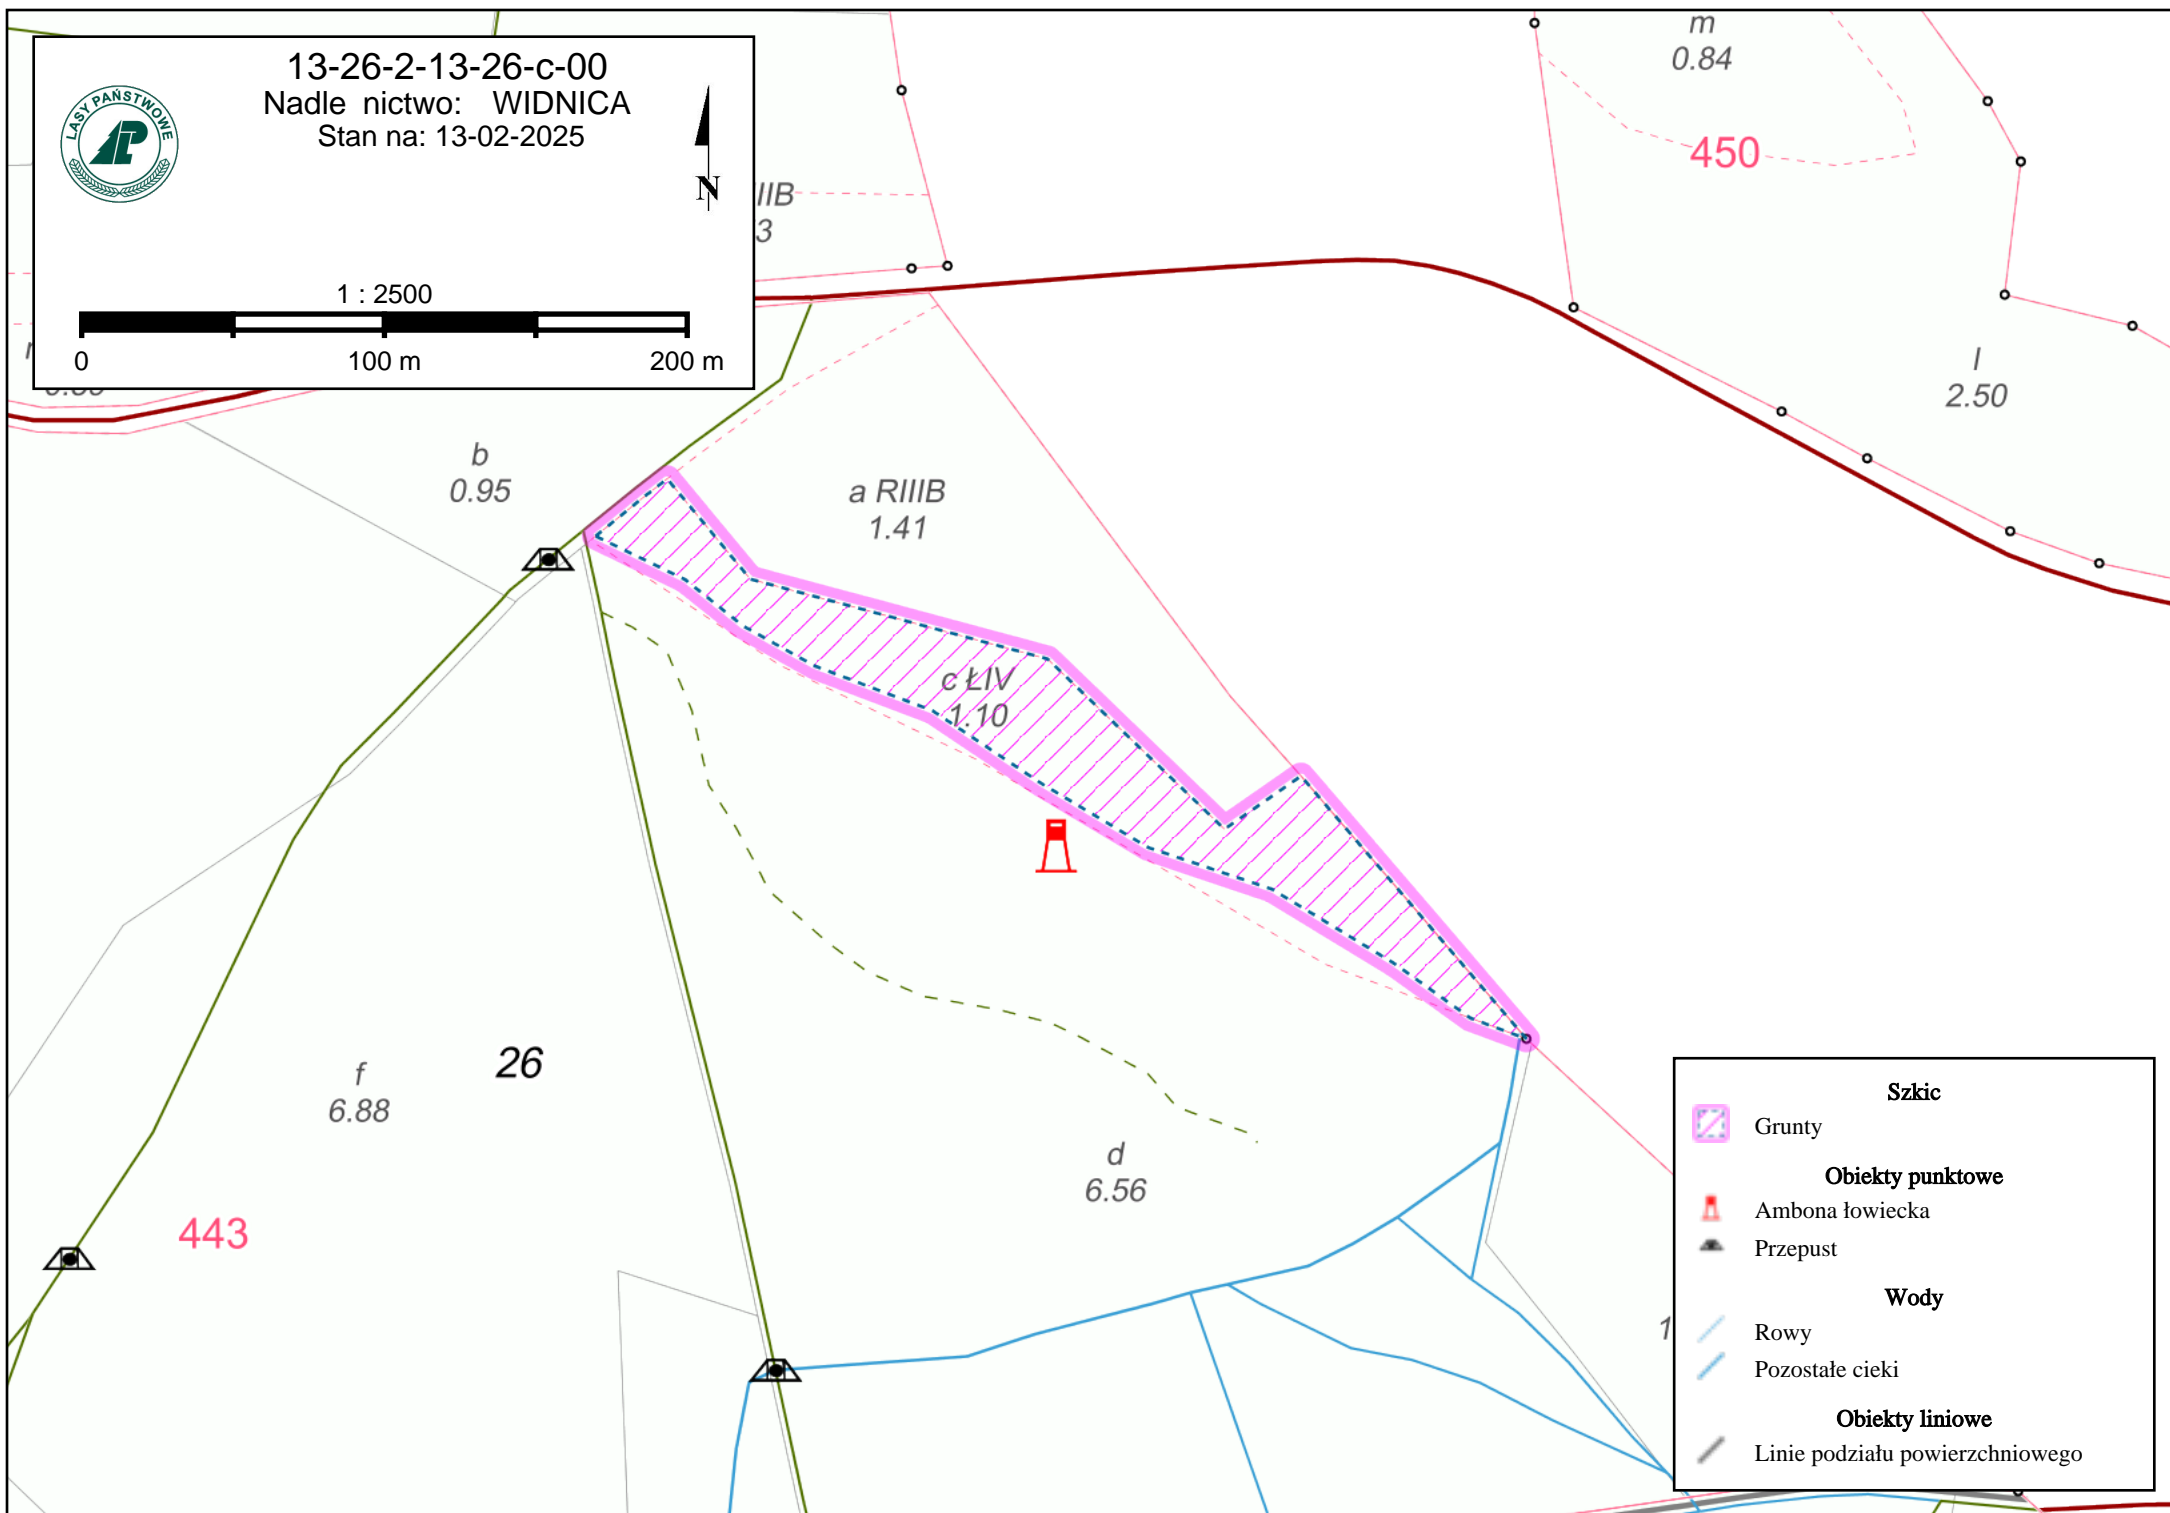 13-26-2-13-26-c-00
Nadle nictwo: WIDNICA
Stan na: 13-02-2025
LASY PAŃSTWOWE
N
1 : 2500
0 100 m 200 m
IIB
3
m
0.84
450
l
2.50
b
0.95
a RIIIB
1.41
c ŁIV
1.10
26
f
6.88
443
d
6.56
1
Szkic
Grunty
Obiekty punktowe
Ambona łowiecka
Przepust
Wody
Rowy
Pozostałe cieki
Obiekty liniowe
Linie podziału powierzchniowego